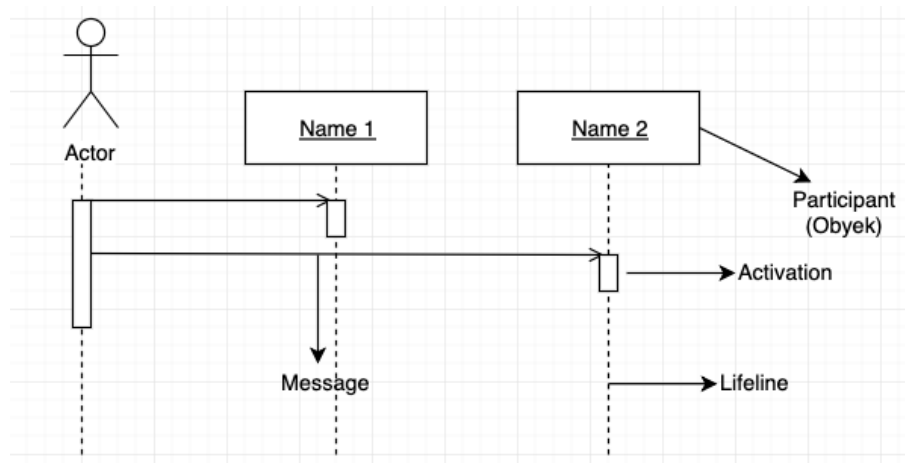 Actor
Name 1
Name 2
Participant
(Obyek)
Activation
Message
Lifeline